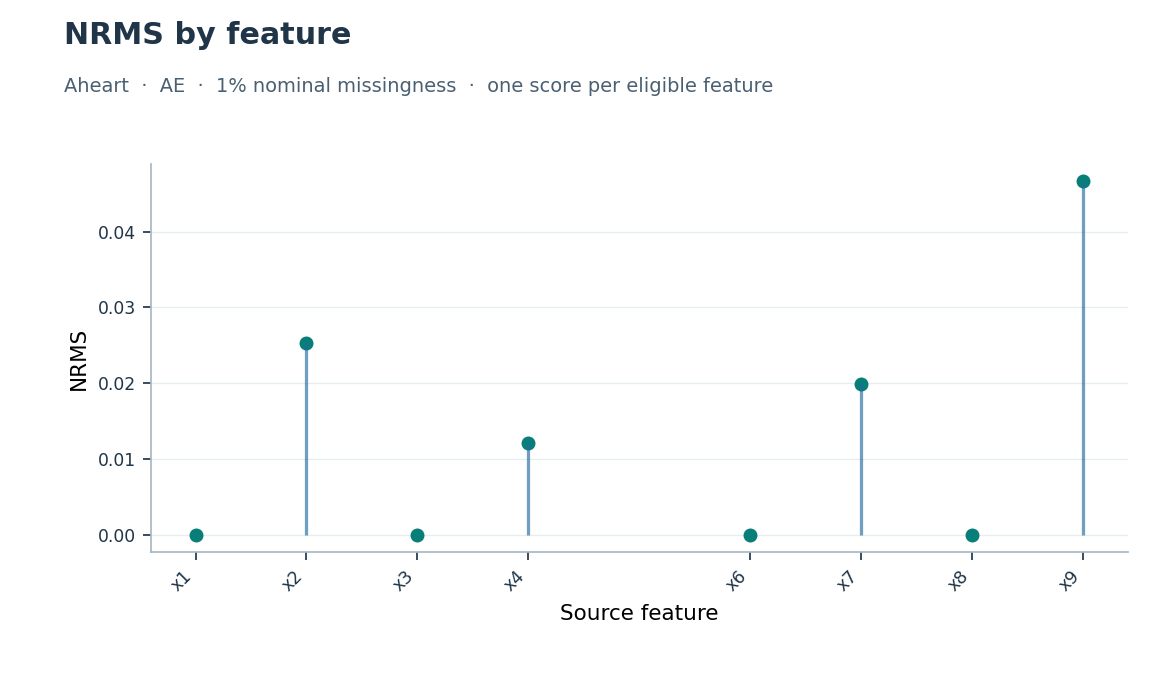 NRMS by feature
Aheart · AE · 1% nominal missingness · one score per eligible feature
0.04
0.03
0.02
0.01
0.00
NRMS
x1 x2 x3 x4 x6 x7 x8 x9
Source feature